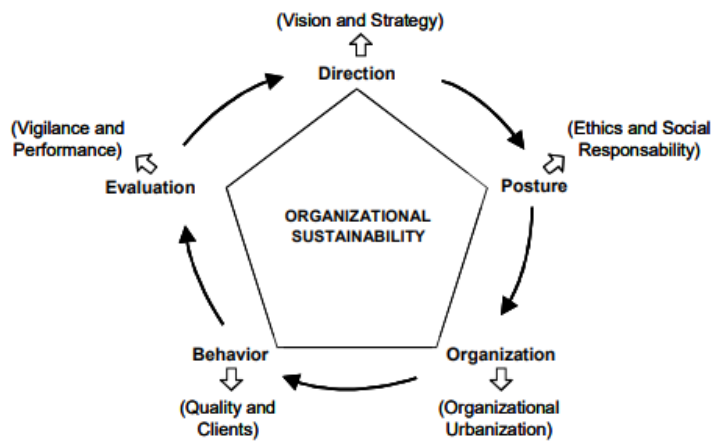 (Vision and Strategy)
Direction
(Vigilance and
Performance)
Evaluation
(Ethics and Social
Responsability)
Posture
ORGANIZATIONAL
SUSTAINABILITY
Behavior
(Quality and
Clients)
Organization
(Organizational
Urbanization)